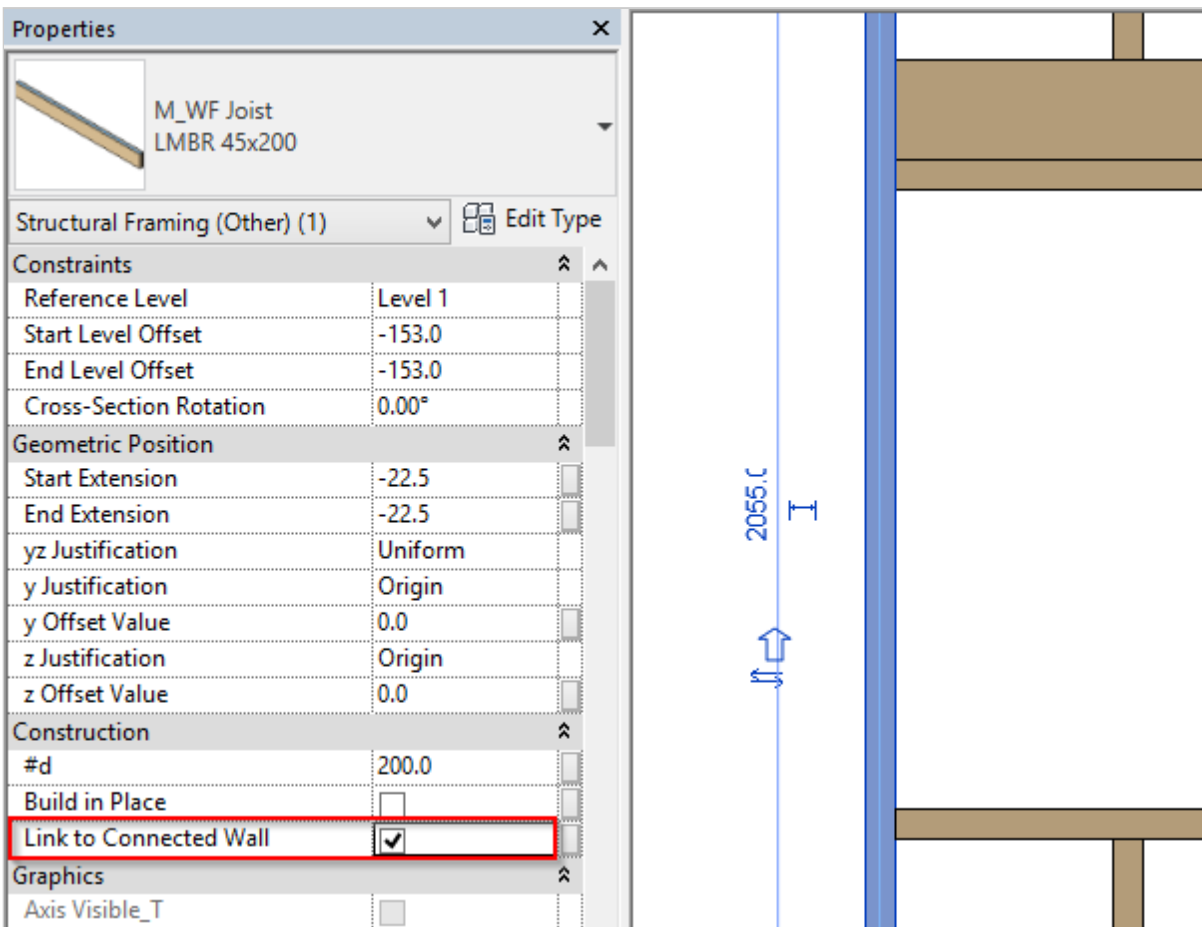 Properties
M_WF Joist
LMBR 45x200
Structural Framing (Other) (1)
Edit Type
Constraints
Reference Level Level 1
Start Level Offset -153.0
End Level Offset -153.0
Cross-Section Rotation 0.00°
Geometric Position
Start Extension -22.5
End Extension -22.5
yz Justification Uniform
y Justification Origin
y Offset Value 0.0
z Justification Origin
z Offset Value 0.0
Construction
#d 200.0
Build in Place
Link to Connected Wall
Graphics
Axis Visible_T
2055.0